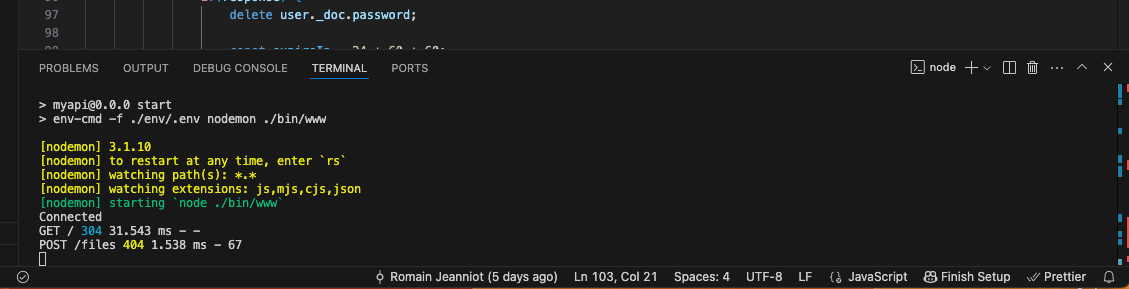 97 delete user._doc.password;
98
PROBLEMS OUTPUT DEBUG CONSOLE TERMINAL PORTS node
> myapi@0.0.0 start
> env-cmd -f ./env/.env nodemon ./bin/www
[nodemon] 3.1.10
[nodemon] to restart at any time, enter `rs`
[nodemon] watching path(s): *.*
[nodemon] watching extensions: js,mjs,cjs,json
[nodemon] starting `node ./bin/www`
Connected
GET / 304 31.543 ms - -
POST /files 404 1.538 ms - 67
Romain Jeanniot (5 days ago) Ln 103, Col 21 Spaces: 4 UTF-8 LF {} JavaScript Finish Setup Prettier